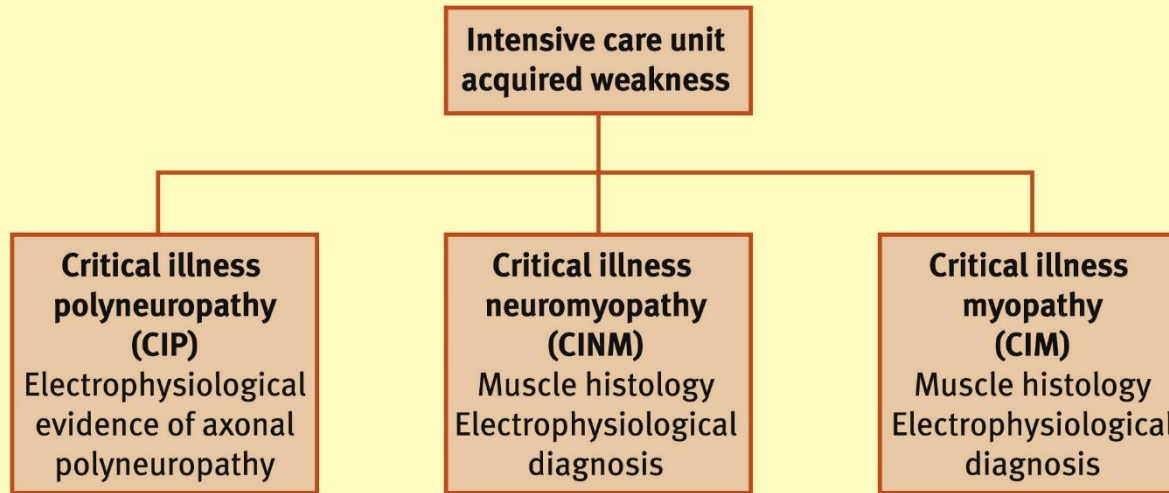 Intensive care unit
acquired weakness
Critical illness
polyneuropathy
(CIP)
Electrophysiological
evidence of axonal
polyneuropathy
Critical illness
neuromyopathy
(CINM)
Muscle histology
Electrophysiological
diagnosis
Critical illness
myopathy
(CIM)
Muscle histology
Electrophysiological
diagnosis